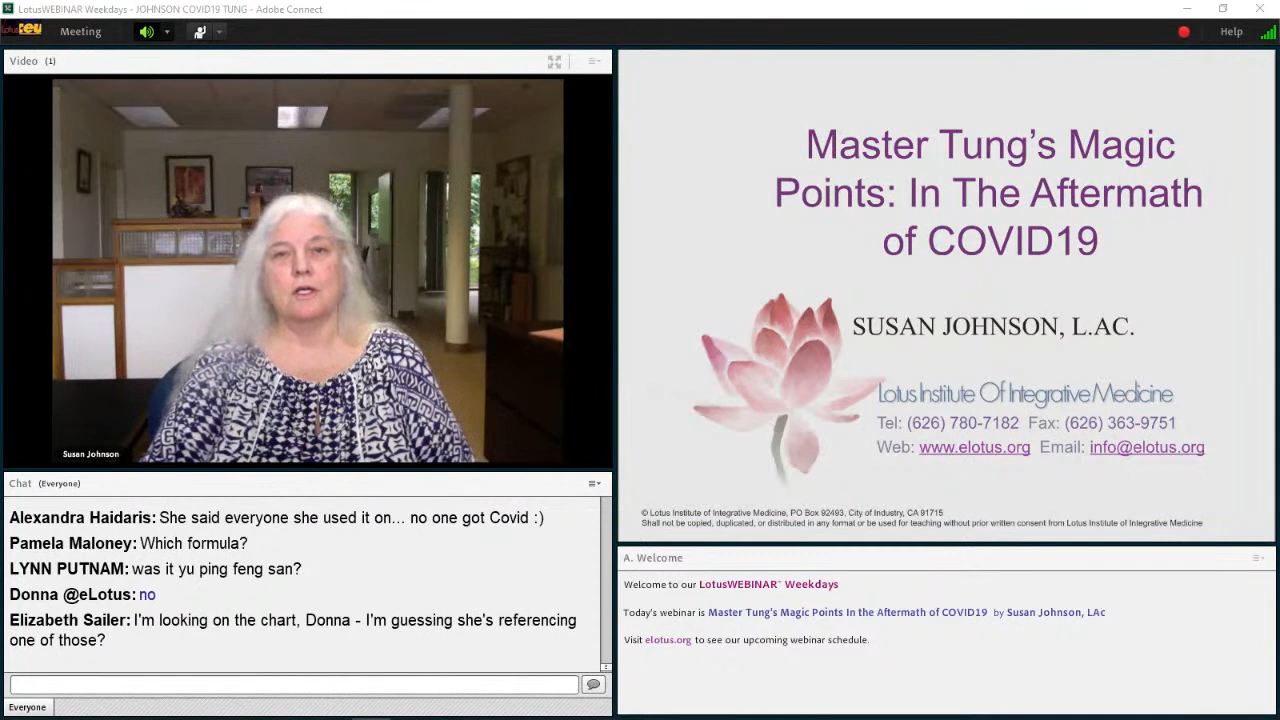 LotusWEBINAR Weekdays - JOHNSON COVID19 TUNG - Adobe Connect
Meeting
Help
Video (1)
Susan Johnson
Master Tung's Magic
Points: In The Aftermath
of COVID19
SUSAN JOHNSON, L.AC.
Lotus Institute Of Integrative Medicine
Tel: (626) 780-7182 Fax: (626) 363-9751
Web: www.elotus.org Email: info@elotus.org
© Lotus Institute of Integrative Medicine, PO Box 92493, City of Industry, CA 91715
Shall not be copied, duplicated, or distributed in any format or be used for teaching without prior written consent from Lotus Institute of Integrative Medicine
Chat (Everyone)
Alexandra Haidaris: She said everyone she used it on... no one got Covid :)
Pamela Maloney: Which formula?
LYNN PUTNAM: was it yu ping feng san?
Donna @eLotus: no
Elizabeth Sailer: I'm looking on the chart, Donna - I'm guessing she's referencing
one of those?
Everyone
A. Welcome
Welcome to our LotusWEBINAR™ Weekdays
Today's webinar is Master Tung's Magic Points In the Aftermath of COVID19 by Susan Johnson, LAc
Visit elotus.org to see our upcoming webinar schedule.